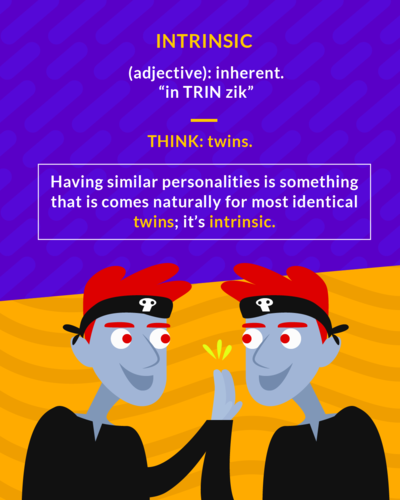 INTRINSIC
(adjective): inherent.
“in TRIN zik”
THINK: twins.
Having similar personalities is something
that is comes naturally for most identical
twins; it’s intrinsic.